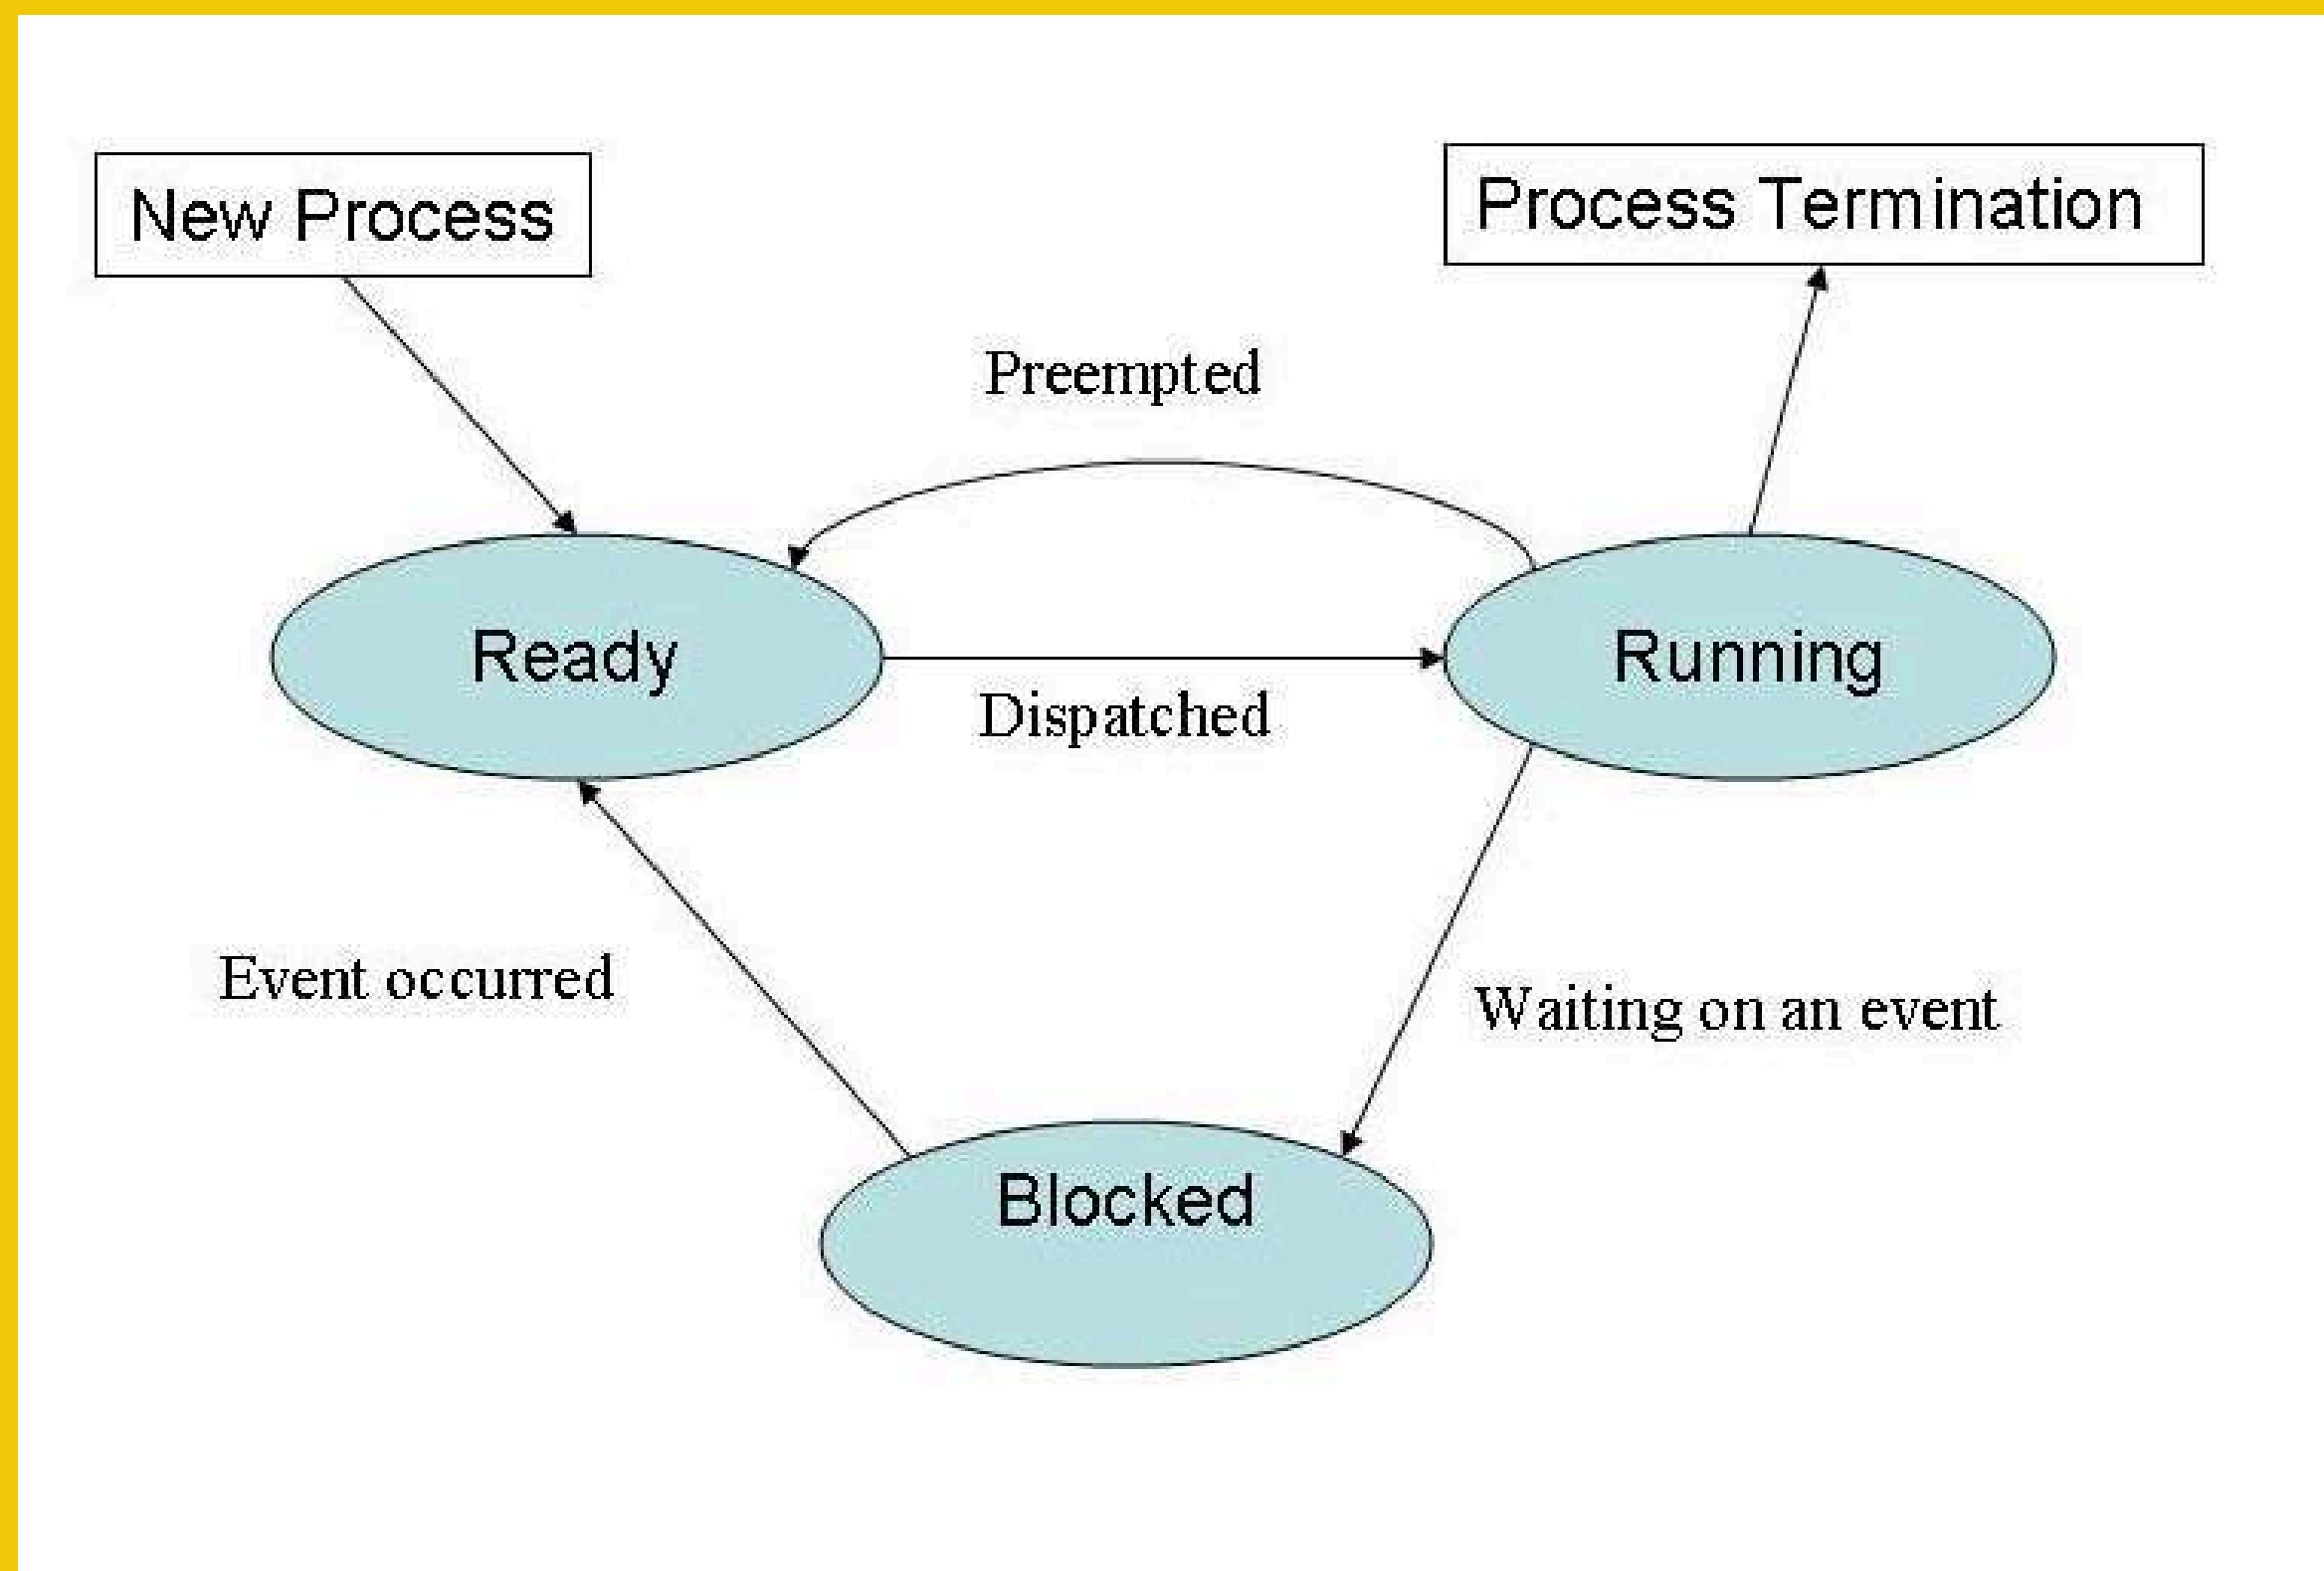 New Process
Process Termination
Preempted
Ready
Running
Dispatched
Event occurred
Waiting on an event
Blocked